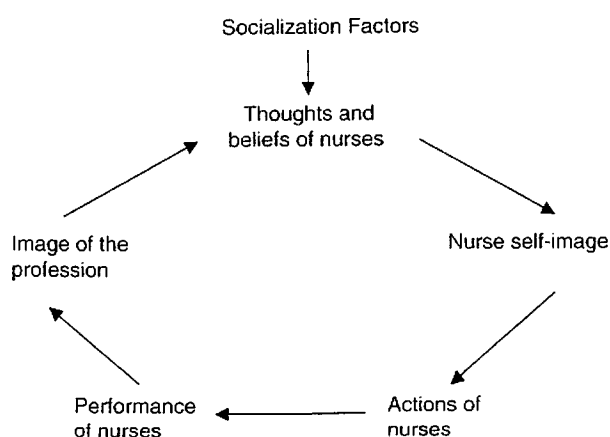 Socialization Factors
Thoughts and
beliefs of nurses
Nurse self-image
Image of the
profession
Actions of
nurses
Performance
of nurses